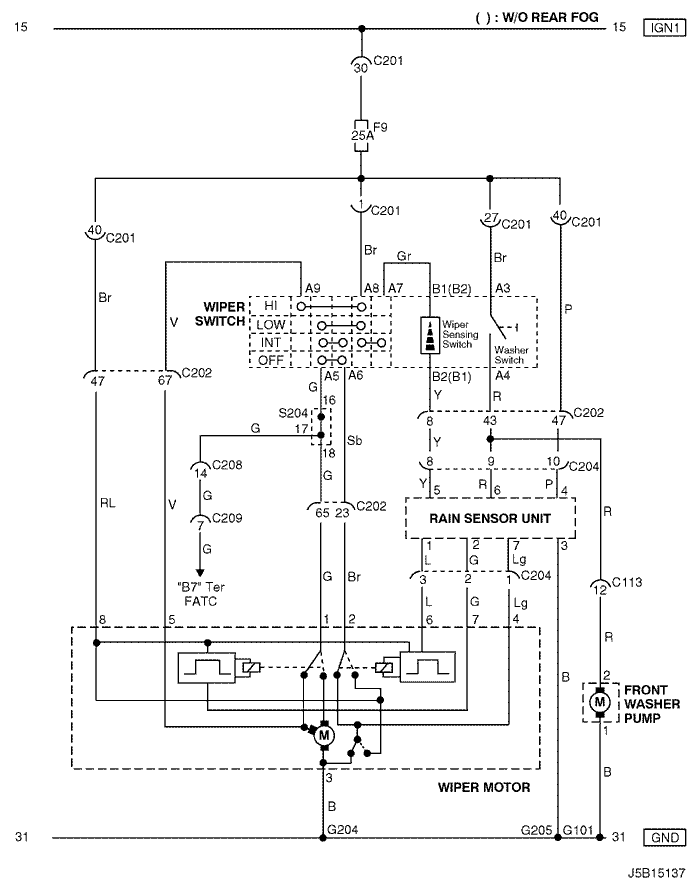 ( ) : W/O REAR FOG
15
15
IGN1
C201
30
F9
25A
40
C201
1
C201
27
C201
40
C201
Br
Gr
Br
Br
V
P
A9
A8
A7
B1(B2)
A3
WIPER
SWITCH
HI
LOW
INT
OFF
Wiper
Sensing
Switch
Washer
Switch
A5
A6
B2(B1)
A4
47
67
C202
G
16
Y
R
S204
17
18
G
Sb
8
43
47
C202
Y
8
9
10
C204
C208
14
G
C209
7
G
G
RL
V
Y
5
R
6
P
4
RAIN SENSOR UNIT
R
65
23
C202
1
2
7
3
L
G
Lg
3
2
1
C204
"B7" Ter
FATC
G
Br
L
G
Lg
C113
12
8
5
1
2
6
7
4
R
B
2
M
FRONT
WASHER
PUMP
1
M
3
WIPER MOTOR
B
B
31
G204
G205
G101
31
GND
J5B15137